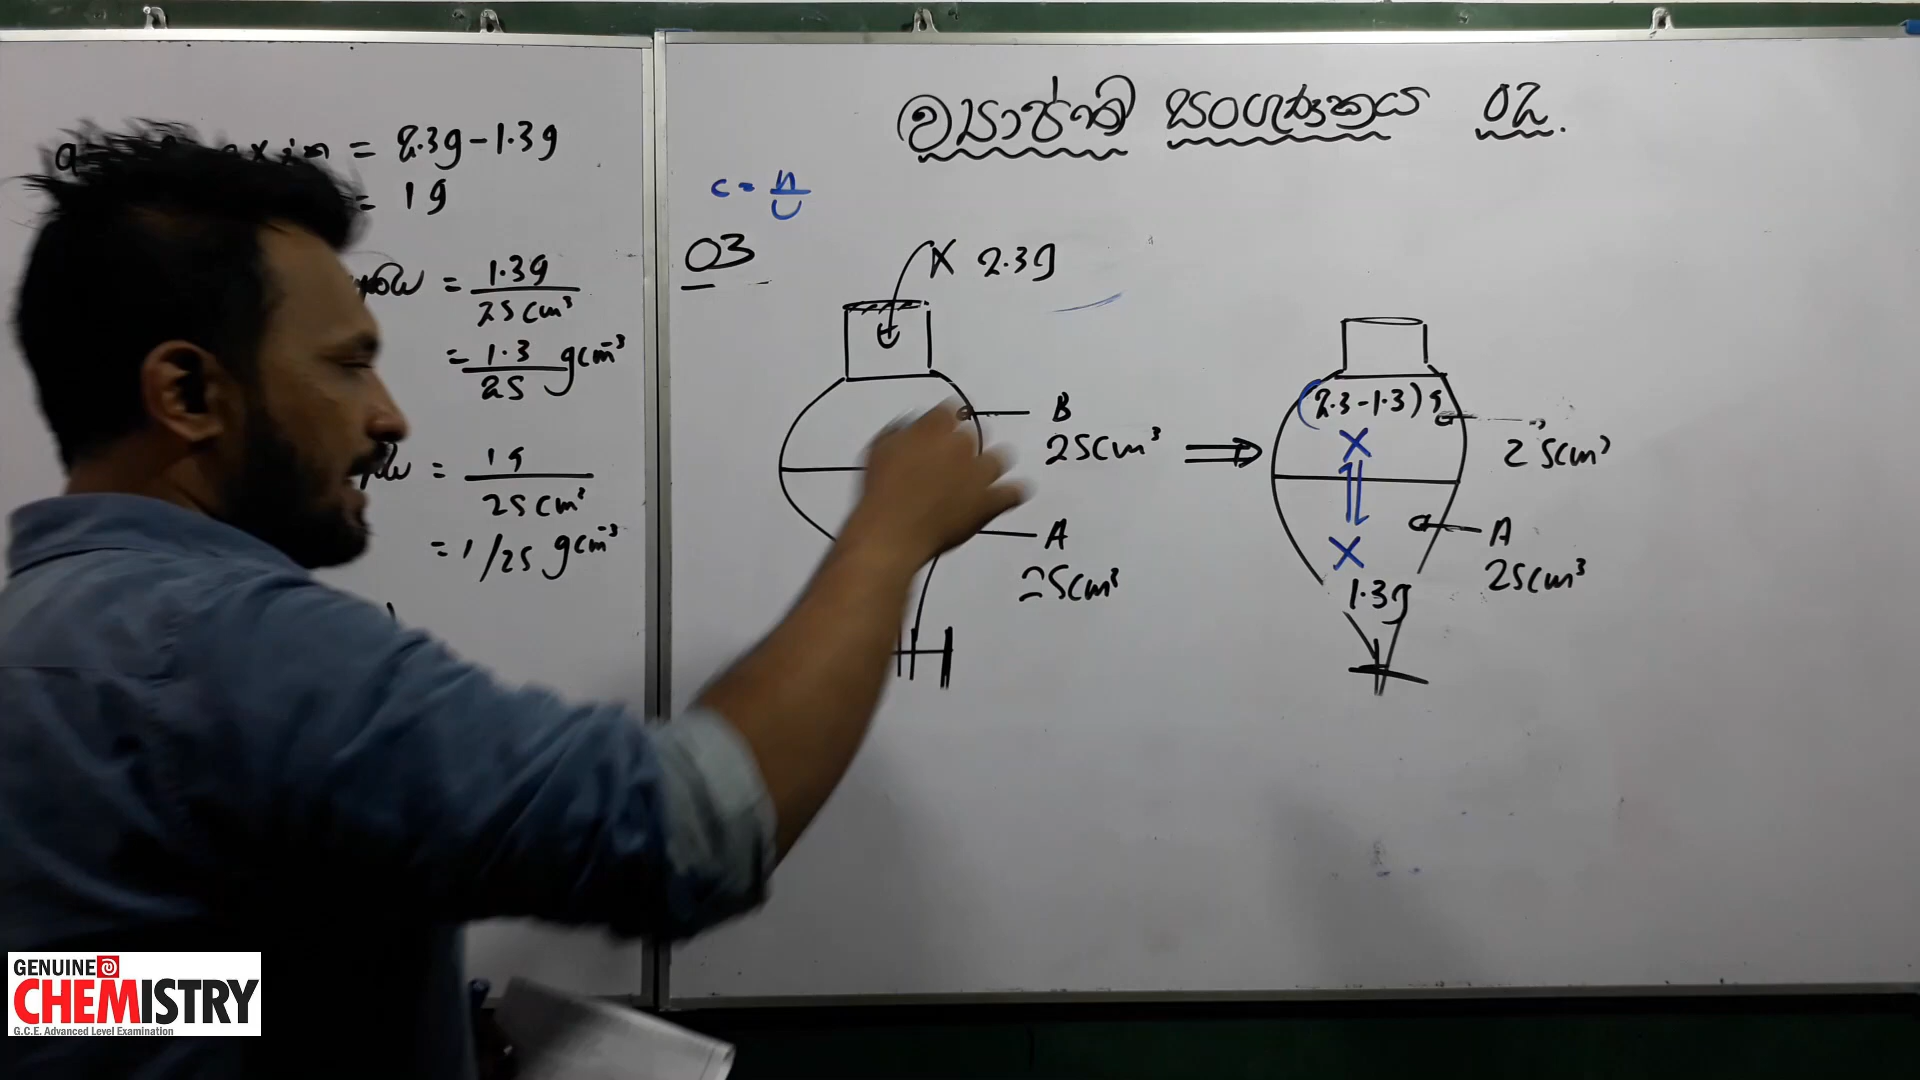 = 2.3g - 1.3g
= 1g
= 1.3g / 25cm³
= 1.3 / 25 gcm⁻³
= 1g / 25cm³
= 1/25 gcm⁻³
ව්‍යාප්ති සංගුණකය 02.
c = n / v
03
X 2.3g
B
25cm³
A
25cm³
(2.3-1.3)g
X
25cm³
X
A
25cm³
1.3g
GENUINE
CHEMISTRY
G.C.E. Advanced Level Examination